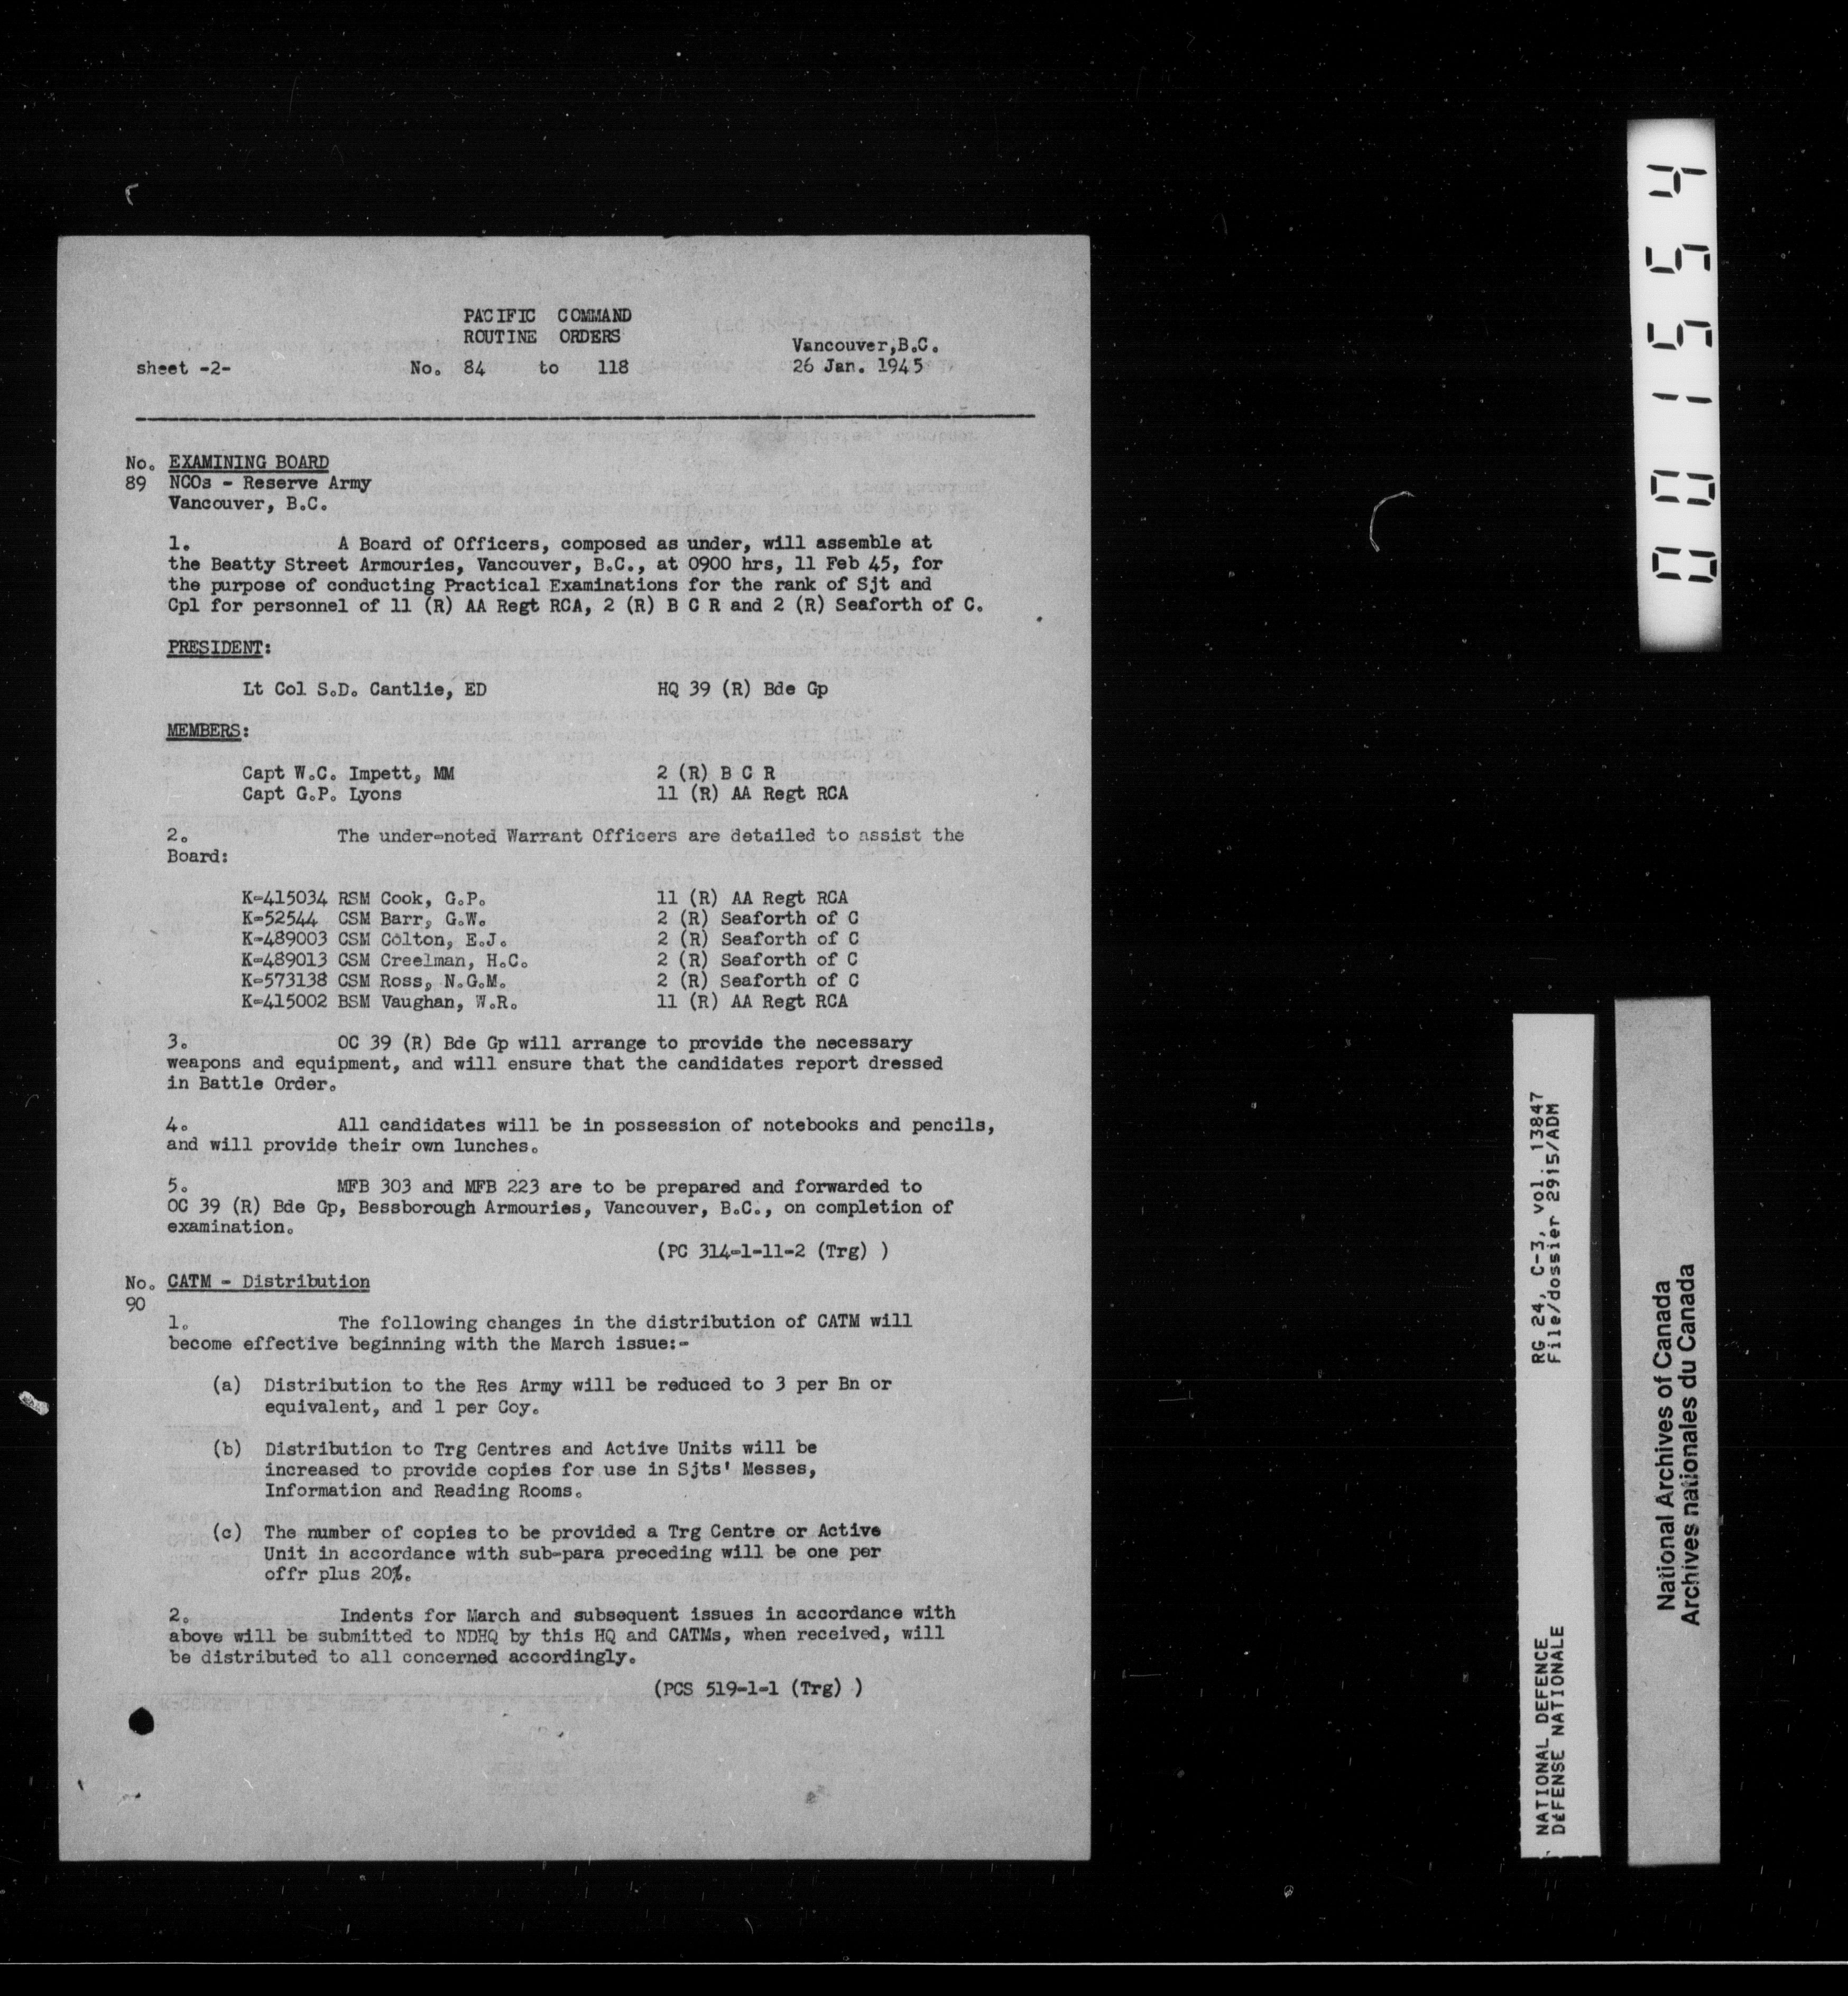 PACIFIC COMMAND
ROUTINE ORDERS
Vancouver,B.C.
sheet -2- No. 84 to 118 26 Jan. 1945
No. EXAMINING BOARD
89 NCOs - Reserve Army
Vancouver, B.C.
1. A Board of Officers, composed as under, will assemble at
the Beatty Street Armouries, Vancouver, B.C., at 0900 hrs, 11 Feb 45, for
the purpose of conducting Practical Examinations for the rank of Sjt and
Cpl for personnel of 11 (R) AA Regt RCA, 2 (R) B C R and 2 (R) Seaforth of C.
PRESIDENT:
Lt Col S.D. Cantlie, ED HQ 39 (R) Bde Gp
MEMBERS:
Capt W.C. Impett, MM 2 (R) B C R
Capt G.P. Lyons 11 (R) AA Regt RCA
2. The under-noted Warrant Officers are detailed to assist the
Board:
K-415034 RSM Cook, G.P. 11 (R) AA Regt RCA
K-52544 CSM Barr, G.W. 2 (R) Seaforth of C
K-489003 CSM Colton, E.J. 2 (R) Seaforth of C
K-489013 CSM Creelman, H.C. 2 (R) Seaforth of C
K-573138 CSM Ross, N.G.M. 2 (R) Seaforth of C
K-415002 BSM Vaughan, W.R. 11 (R) AA Regt RCA
3. OC 39 (R) Bde Gp will arrange to provide the necessary
weapons and equipment, and will ensure that the candidates report dressed
in Battle Order.
4. All candidates will be in possession of notebooks and pencils,
and will provide their own lunches.
5. MFB 303 and MFB 223 are to be prepared and forwarded to
OC 39 (R) Bde Gp, Bessborough Armouries, Vancouver, B.C., on completion of
examination.
(PC 314-1-11-2 (Trg) )
No. CATM - Distribution
90
1. The following changes in the distribution of CATM will
become effective beginning with the March issue:-
(a) Distribution to the Res Army will be reduced to 3 per Bn or
equivalent, and 1 per Coy.
(b) Distribution to Trg Centres and Active Units will be
increased to provide copies for use in Sjts' Messes,
Information and Reading Rooms.
(c) The number of copies to be provided a Trg Centre or Active
Unit in accordance with sub-para preceding will be one per
offr plus 20%.
2. Indents for March and subsequent issues in accordance with
above will be submitted to NDHQ by this HQ and CATMs, when received, will
be distributed to all concerned accordingly.
(PCS 519-1-1 (Trg) )
001554
NATIONAL DEFENCE RG 24, C-3, vol. 13847
DÉFENSE NATIONALE File/dossier 2915/ADM
National Archives of Canada
Archives nationales du Canada